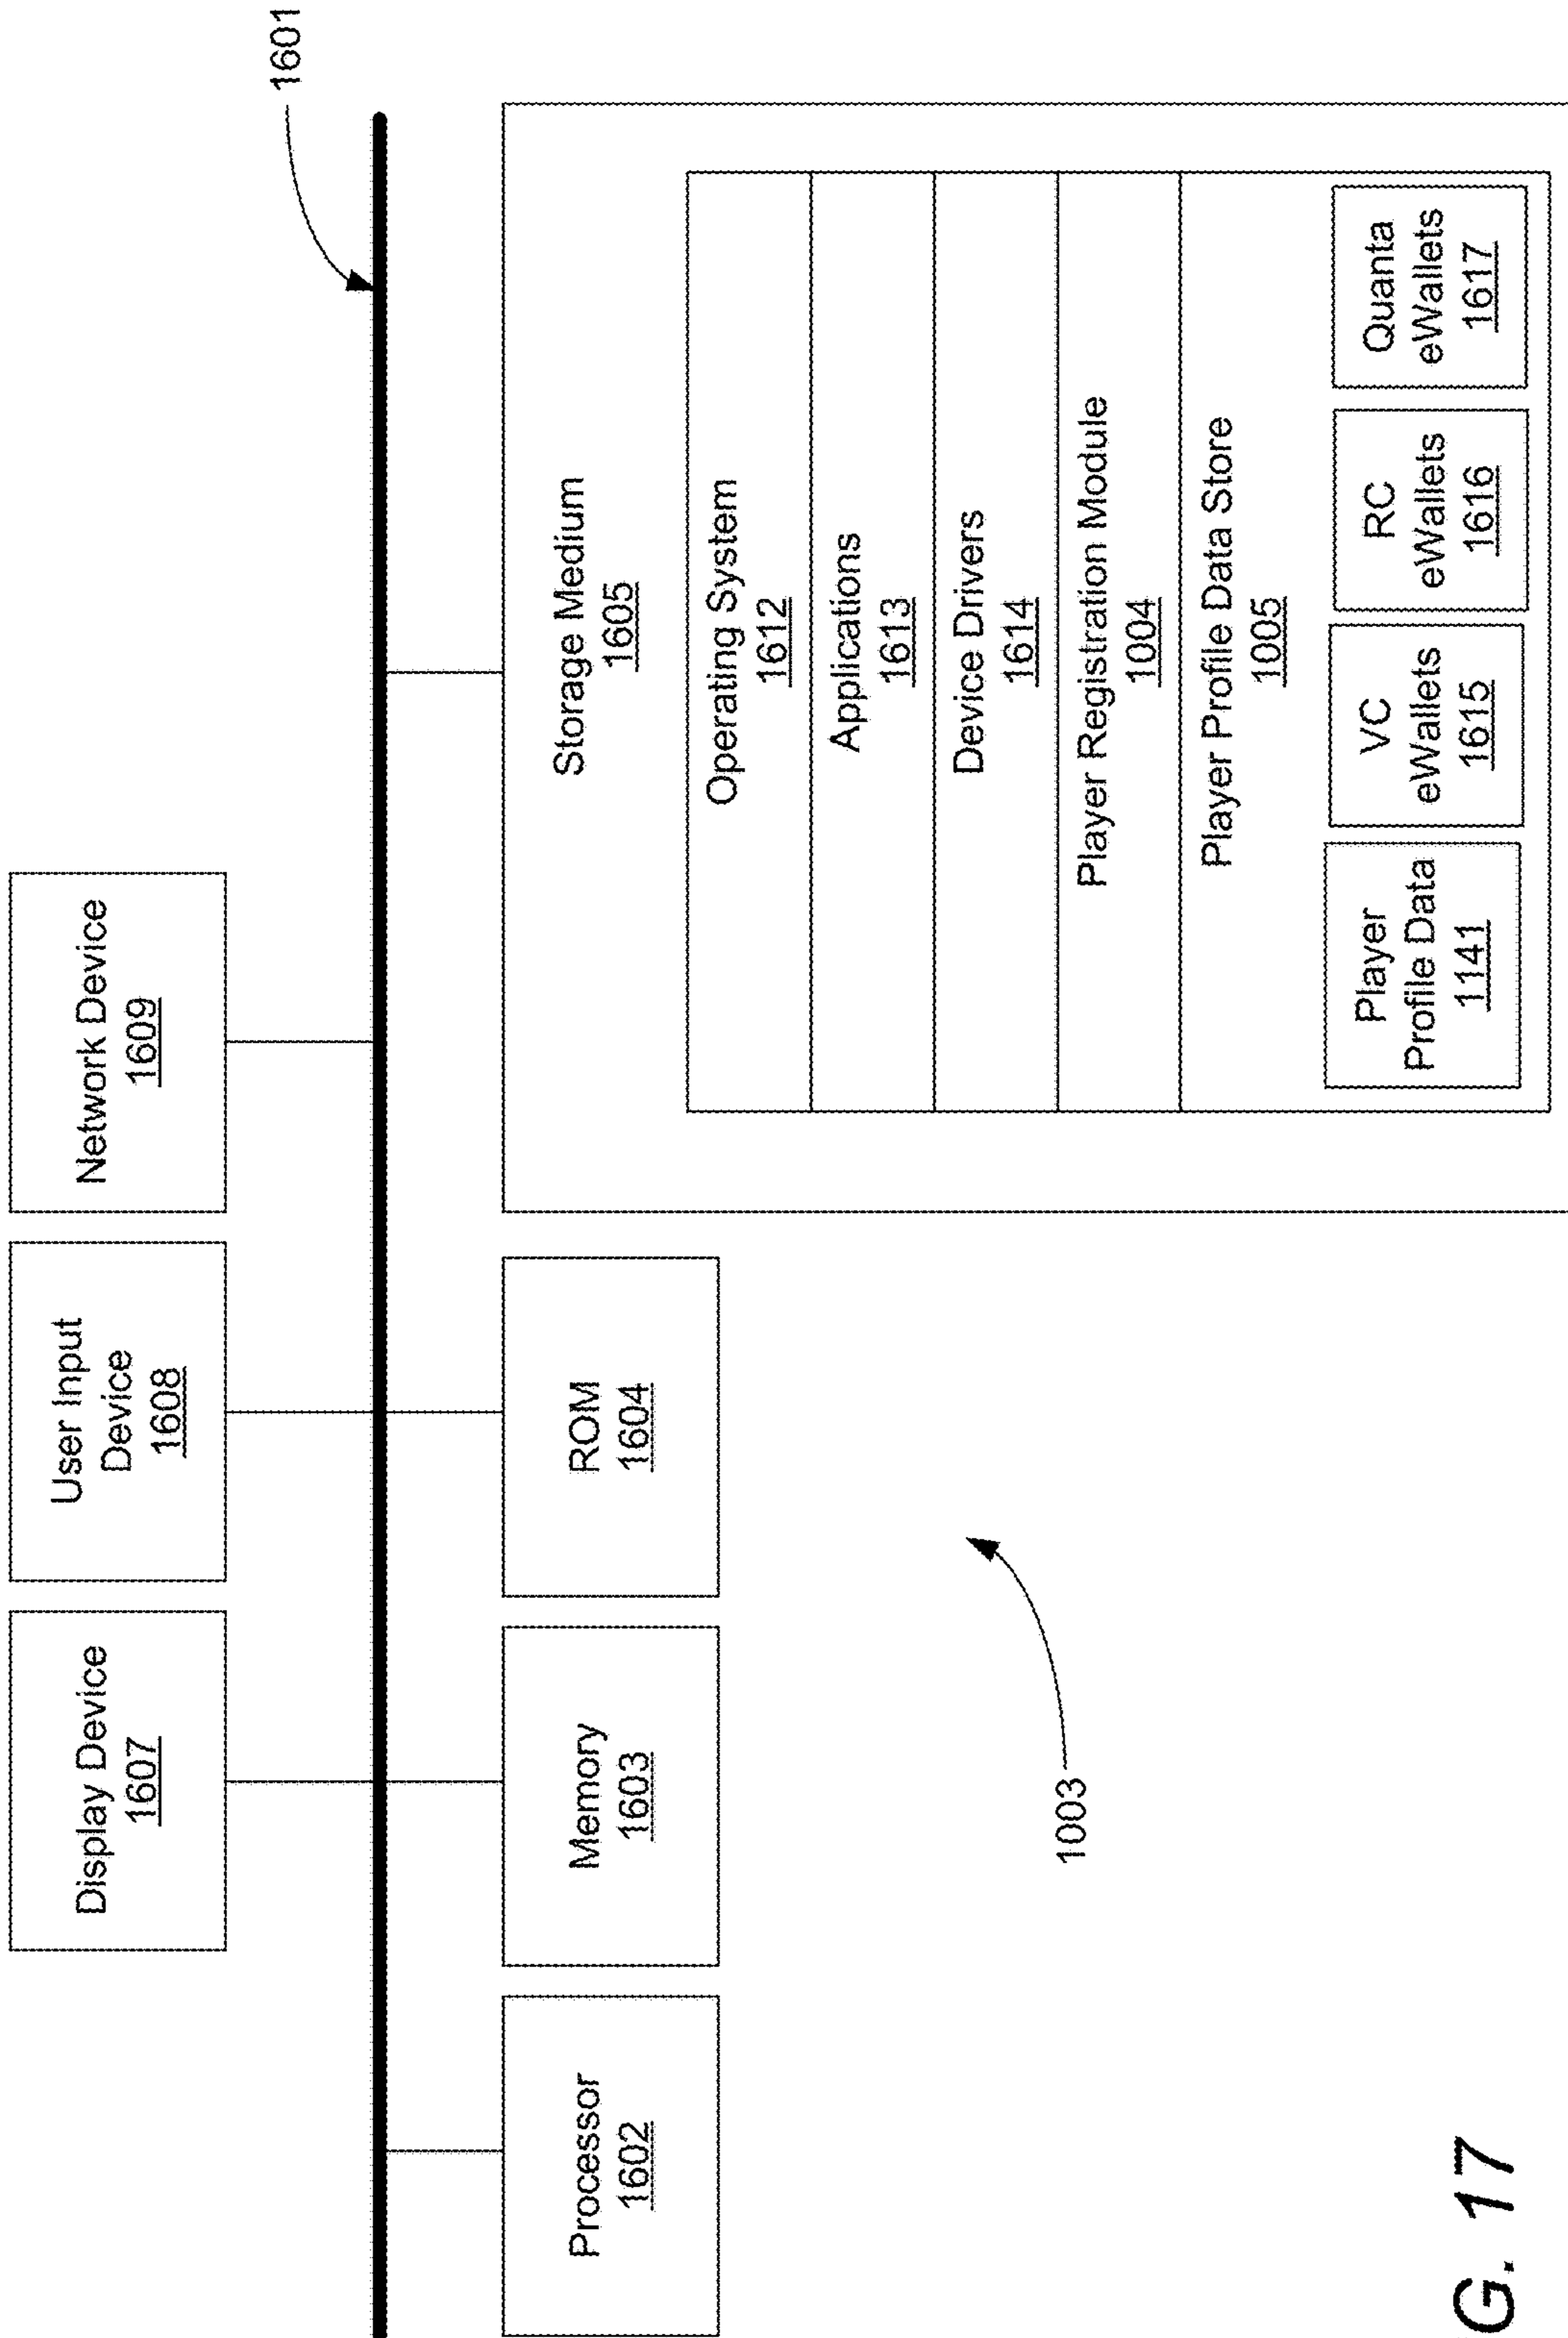 1601
Display Device
1607
User Input
Device
1608
Network Device
1609
Processor
1602
Memory
1603
ROM
1604
Storage Medium
1605
Operating System
1612
Applications
1613
Device Drivers
1614
Player Registration Module
1004
Player Profile Data Store
1005
Player
Profile Data
1141
VC
eWallets
1615
RC
eWallets
1616
Quanta
eWallets
1617
1003
G. 17